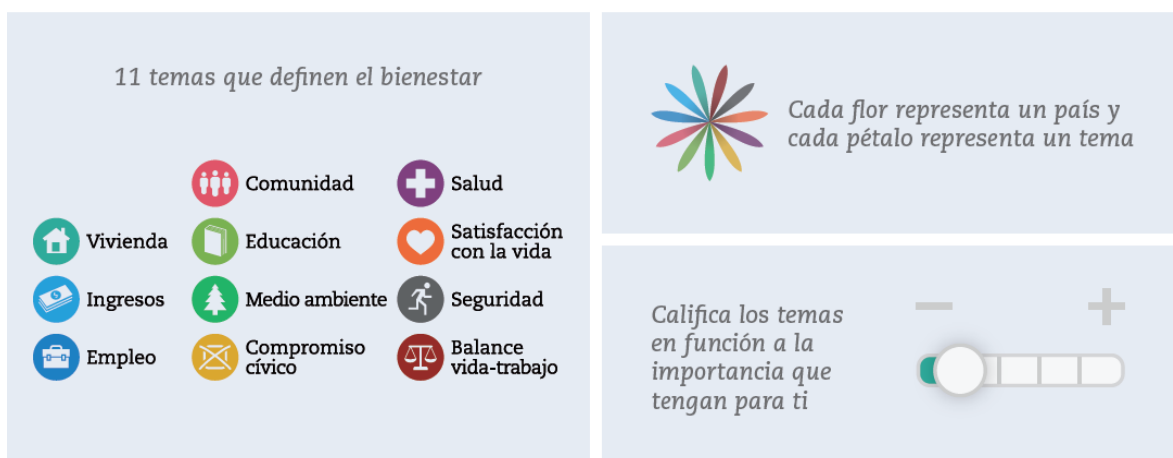 11 temas que definen el bienestar
Comunidad
Salud
Vivienda
Educación
Satisfacción
con la vida
Ingresos
Medio ambiente
Seguridad
Empleo
Compromiso
cívico
Balance
vida-trabajo
Cada flor representa un país y
cada pétalo representa un tema
Califica los temas
en función a la
importancia que
tengan para ti